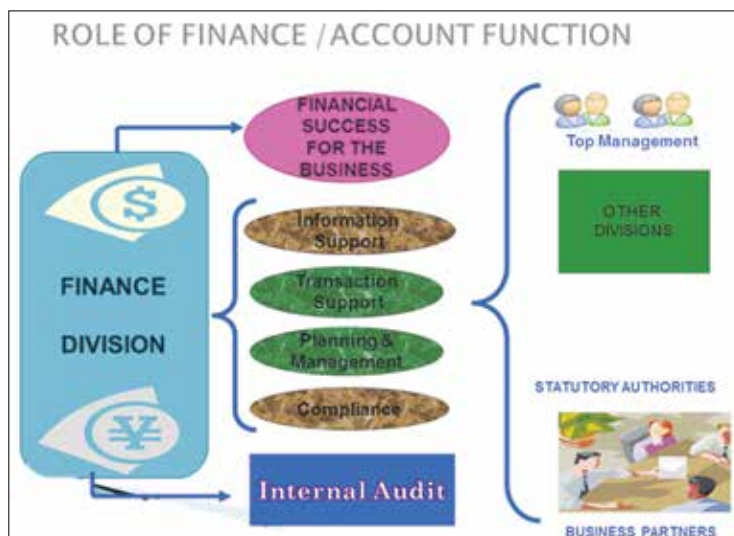 ROLE OF FINANCE / ACCOUNT FUNCTION
FINANCIAL
SUCCESS
FOR THE
BUSINESS
$
FINANCE
DIVISION
¥
Information
Support
Transaction
Support
Planning &
Management
Compliance
Internal Audit
Top Management
OTHER
DIVISIONS
STATUTORY AUTHORITIES
BUSINESS PARTNERS